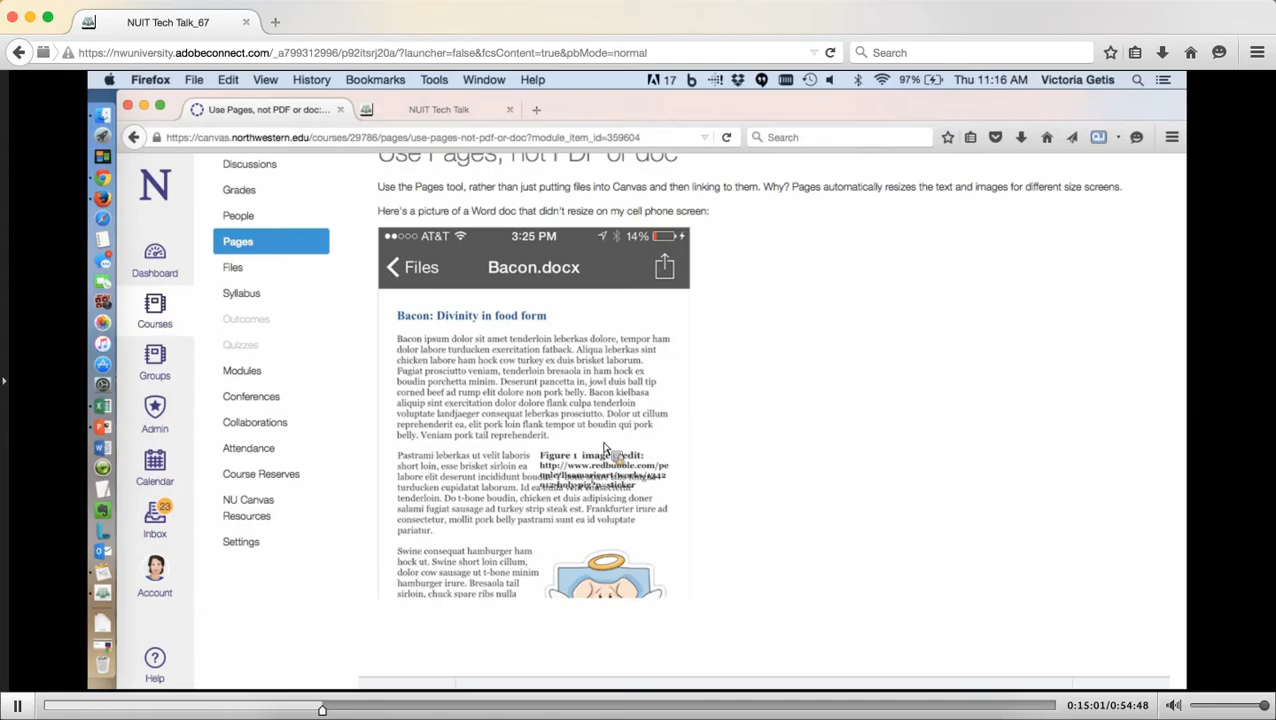 NUIT Tech Talk_67
https://nwuniversity.adobeconnect.com/_a799312996/p92itsrj20a/?launcher=false&fcsContent=true&pbMode=normal
Search
Firefox File Edit View History Bookmarks Tools Window Help
17 97% Thu 11:16 AM Victoria Getis
Use Pages, not PDF or doc:...
NUIT Tech Talk
https://canvas.northwestern.edu/courses/29786/pages/use-pages-not-pdf-or-doc?module_item_id=359604
Search
N
Dashboard
Courses
Groups
Admin
Calendar
23
Inbox
Account
Help
Discussions
Grades
People
Pages
Files
Syllabus
Outcomes
Quizzes
Modules
Conferences
Collaborations
Attendance
Course Reserves
NU Canvas
Resources
Settings
Use Pages, not PDF or doc
Use the Pages tool, rather than just putting files into Canvas and then linking to them. Why? Pages automatically resizes the text and images for different size screens.
Here's a picture of a Word doc that didn't resize on my cell phone screen:
AT&T 3:25 PM 14%
Files Bacon.docx
Bacon: Divinity in food form
Bacon ipsum dolor sit amet tenderloin leberkas dolore, tempor ham
dolor labore turducken exercitation fatback. Aliqua leberkas sint
chicken labore ham hock cow turkey ex duis brisket laborum.
Fugiat prosciutto veniam, tenderloin bresaola in ham hock ex
boudin porchetta minim. Deserunt pancetta in, jowl duis ball tip
corned beef ad rump elit dolore non pork belly. Bacon kielbasa
aliquip sint exercitation dolor dolore flank culpa tenderloin
voluptate landjaeger consequat leberkas prosciutto. Dolor ut cillum
reprehenderit ea, elit pork loin flank tempor ut boudin qui pork
belly. Veniam pork tail reprehenderit.
Pastrami leberkas ut velit laboris
short loin, esse brisket sirloin ea
labore elit deserunt incididunt
turducken cupidatat laborum. Id
tenderloin. Do t-bone boudin, chicken et duis adipisicing donec
salami fugiat sausage ad turkey strip steak est. Frankfurter irure ad
consectetur, mollit pork belly pastrami sunt ea id voluptate
pariatur.
Figure 1 image
http://www.redbubble.com/pe
Swine consequat hamburger ham
hock ut. Swine short loin cillum,
dolor cow sausage ut t-bone minim
hamburger irure. Bresaola tail
sirloin, chuck spare ribs nulla
0:15:01/0:54:48